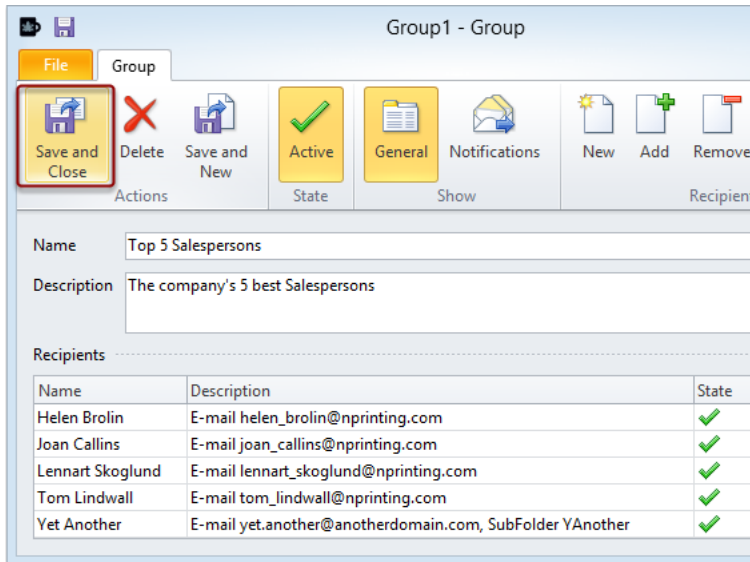 Group1 - Group
File Group
Save and Close Delete Save and New Active General Notifications New Add Remove
Actions State Show Recipien
Name Top 5 Salespersons
Description The company's 5 best Salespersons
Recipients
Name Description State
Helen Brolin E-mail helen_brolin@nprinting.com
Joan Callins E-mail joan_callins@nprinting.com
Lennart Skoglund E-mail lennart_skoglund@nprinting.com
Tom Lindwall E-mail tom_lindwall@nprinting.com
Yet Another E-mail yet.another@anotherdomain.com, SubFolder YAnother